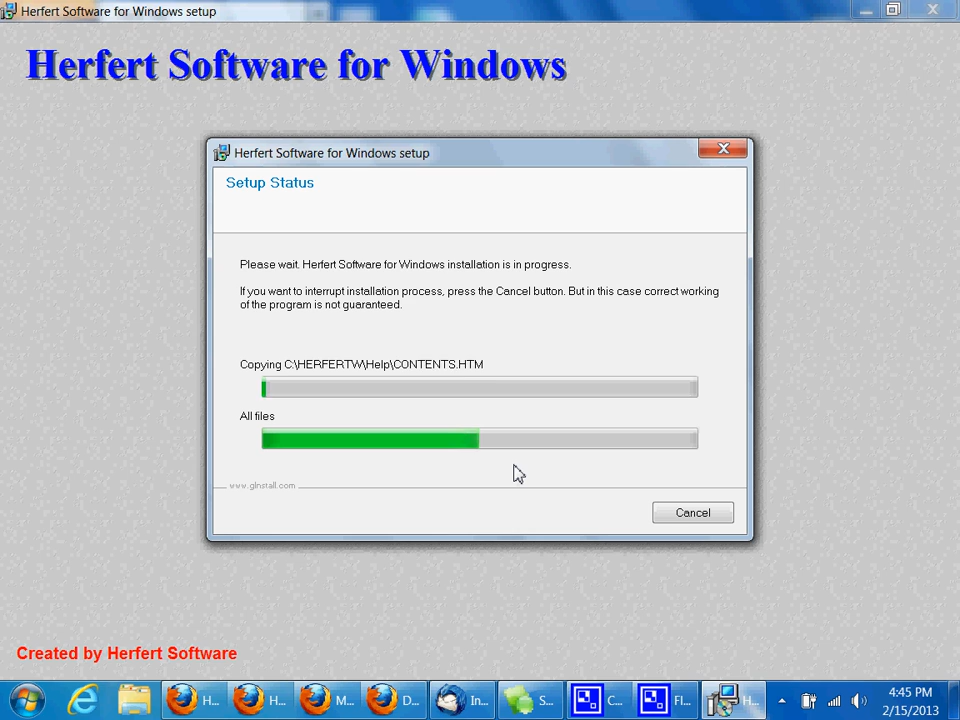 Herfert Software for Windows setup
Herfert Software for Windows
Herfert Software for Windows setup
Setup Status
Please wait. Herfert Software for Windows installation is in progress.
If you want to interrupt installation process, press the Cancel button. But in this case correct working
of the program is not guaranteed.
Copying C:\HERFERTW\Help\CONTENTS.HTM
All files
www.gInstall.com
Cancel
Created by Herfert Software
H... H... M... D... In... S... C... Fl... H...
4:45 PM
2/15/2013